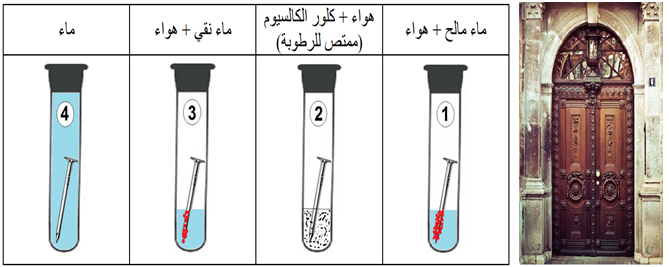 ماء مالح + هواء
هواء + كلور الكالسيوم
(ممتص للرطوبة)
ماء نقي + هواء
ماء
1
2
3
4